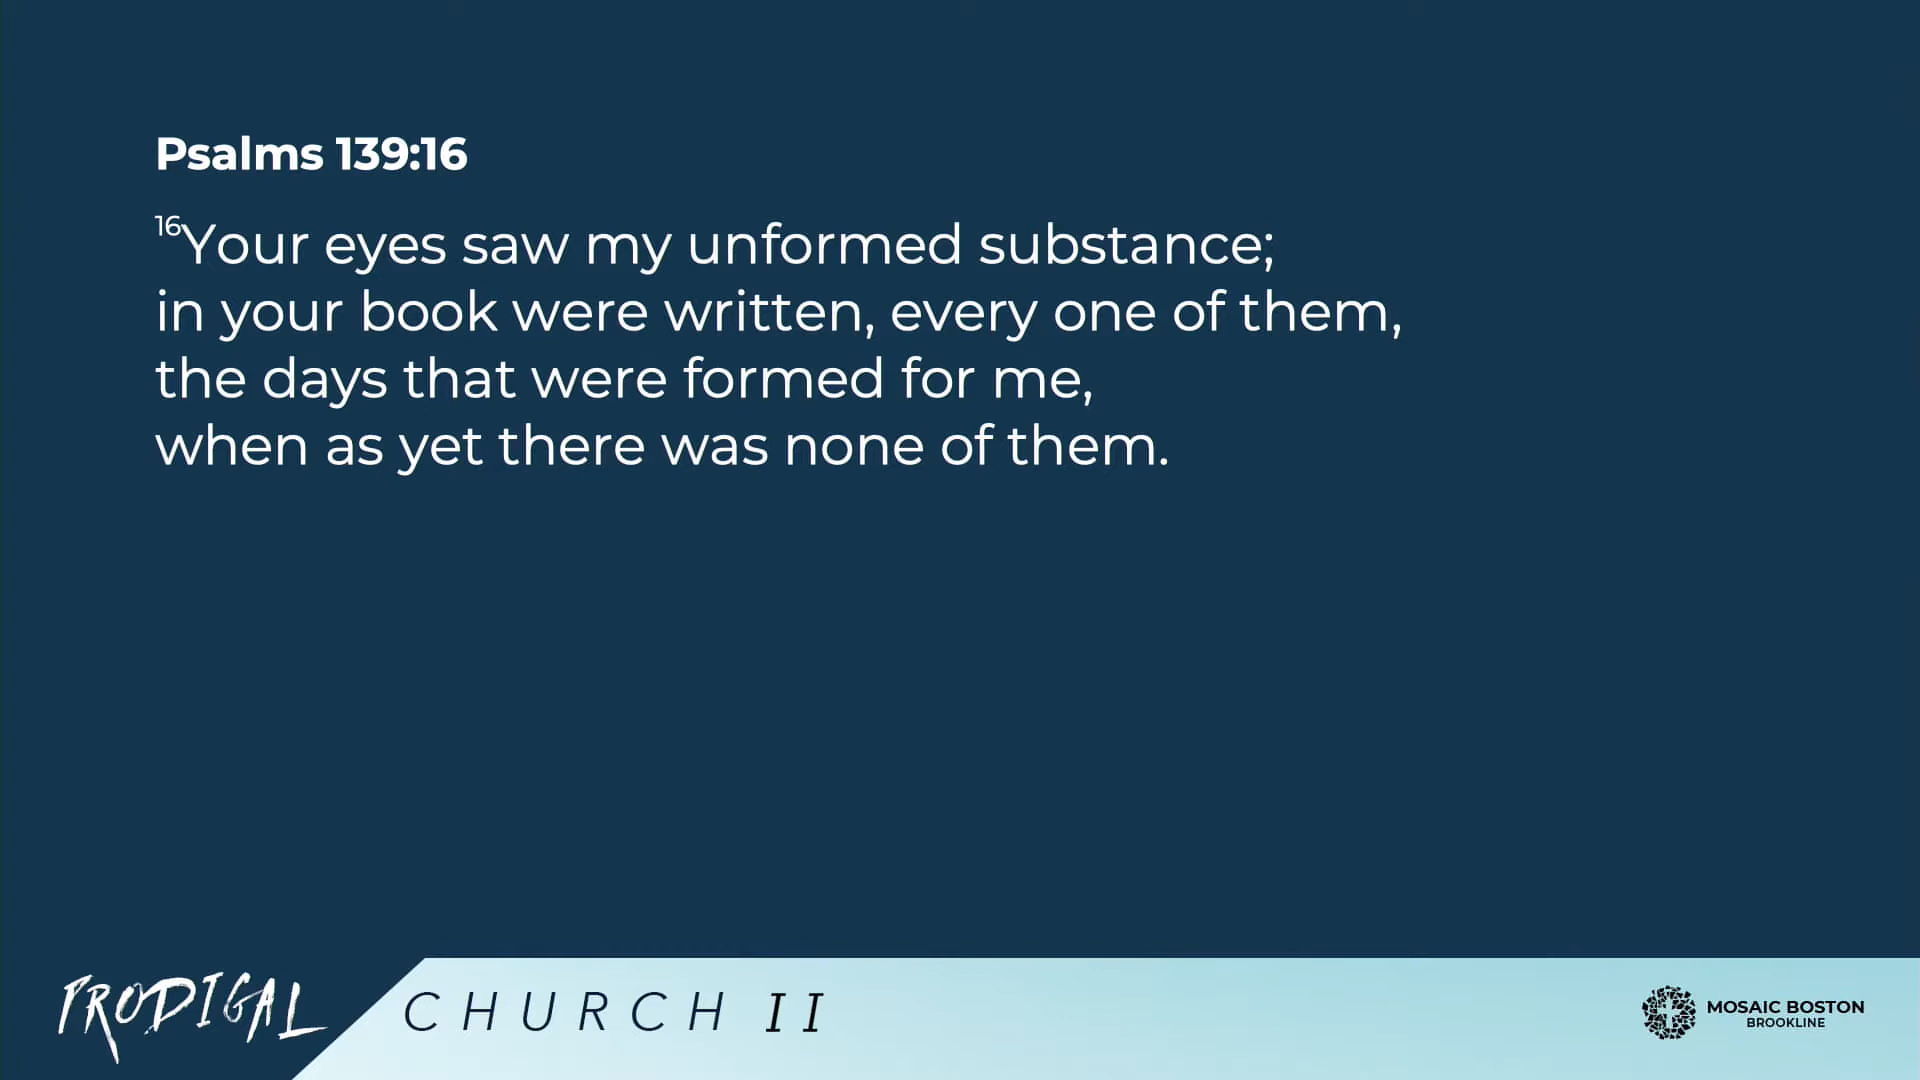 Psalms 139:16
16Your eyes saw my unformed substance;
in your book were written, every one of them,
the days that were formed for me,
when as yet there was none of them.
PRODIGAL CHURCH II
MOSAIC BOSTON
BROOKLINE